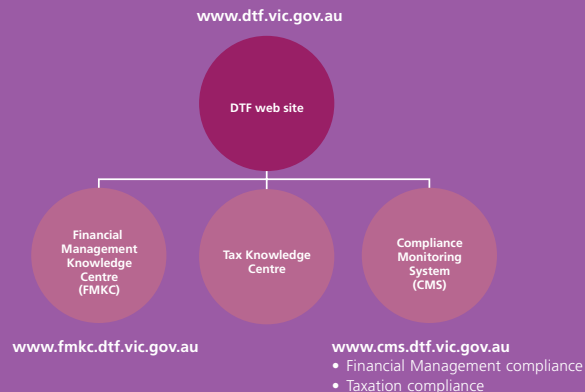 www.dtf.vic.gov.au
DTF web site
Financial
Management
Knowledge
Centre
(FMKC)
Tax Knowledge
Centre
Compliance
Monitoring
System
(CMS)
www.fmkc.dtf.vic.gov.au
www.cms.dtf.vic.gov.au
• Financial Management compliance
• Taxation compliance